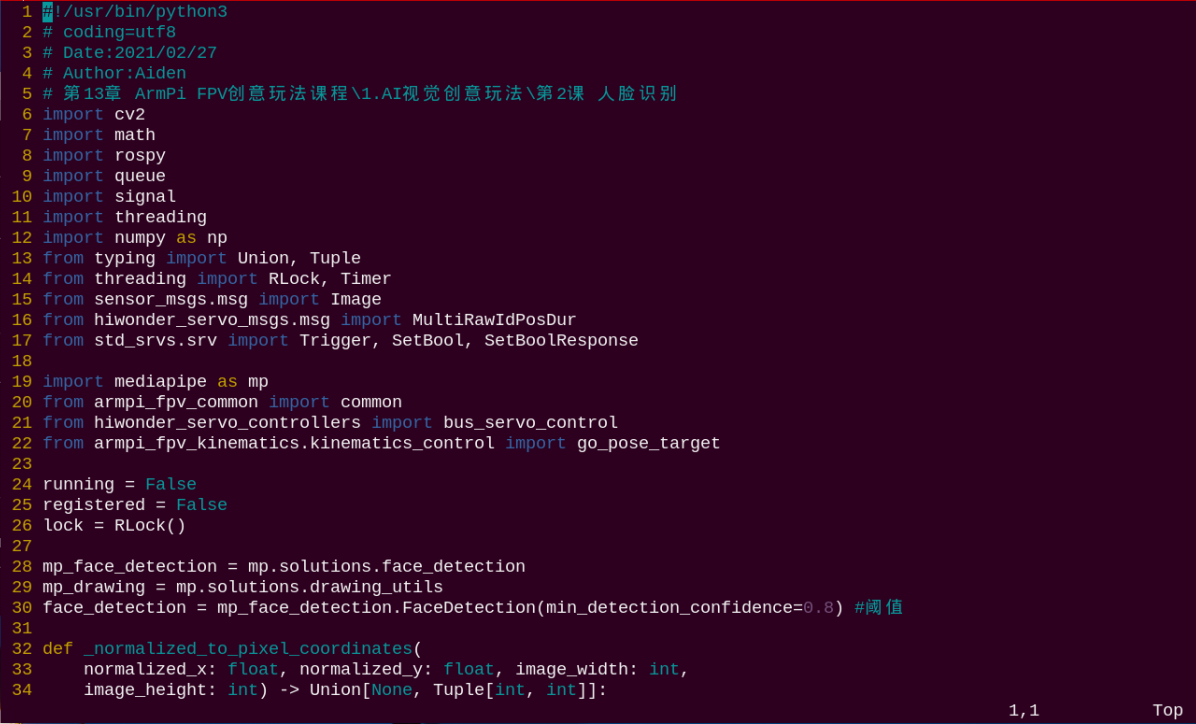 1 #!/usr/bin/python3
2 # coding=utf8
3 # Date:2021/02/27
4 # Author:Aiden
5 # 第13章 ArmPi FPV创意玩法课程\1.AI视觉创意玩法\第2课 人脸识别
6 import cv2
7 import math
8 import rospy
9 import queue
10 import signal
11 import threading
12 import numpy as np
13 from typing import Union, Tuple
14 from threading import RLock, Timer
15 from sensor_msgs.msg import Image
16 from hiwonder_servo_msgs.msg import MultiRawIdPosDur
17 from std_srvs.srv import Trigger, SetBool, SetBoolResponse
18
19 import mediapipe as mp
20 from armpi_fpv_common import common
21 from hiwonder_servo_controllers import bus_servo_control
22 from armpi_fpv_kinematics.kinematics_control import go_pose_target
23
24 running = False
25 registered = False
26 lock = RLock()
27
28 mp_face_detection = mp.solutions.face_detection
29 mp_drawing = mp.solutions.drawing_utils
30 face_detection = mp_face_detection.FaceDetection(min_detection_confidence=0.8) #阈值
31
32 def _normalized_to_pixel_coordinates(
33     normalized_x: float, normalized_y: float, image_width: int,
34     image_height: int) -> Union[None, Tuple[int, int]]:
1,1 Top